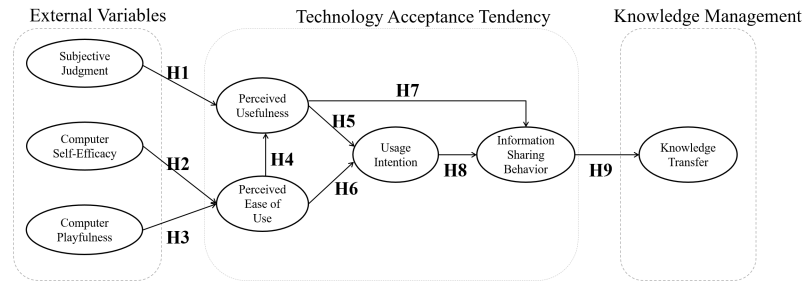 External Variables
Technology Acceptance Tendency
Knowledge Management
Subjective
Judgment
H1
Perceived
Usefulness
H7
H5
Computer
Self-Efficacy
H2
H4
Usage
Intention
H8
Information
Sharing
Behavior
H9
Knowledge
Transfer
Perceived
Ease of
Use
H6
Computer
Playfulness
H3